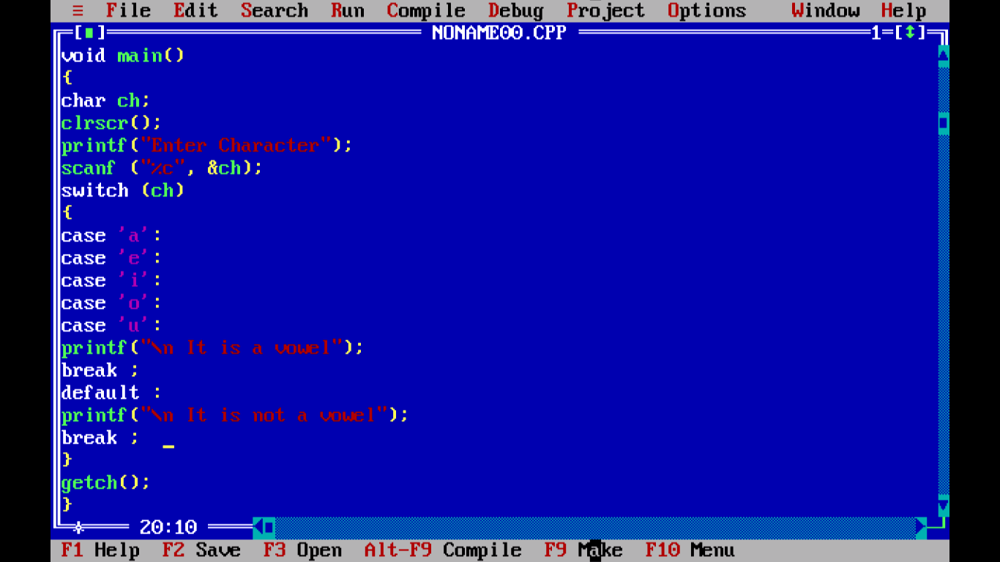 ≡ File Edit Search Run Compile Debug Project Options Window Help
[■] NONAME00.CPP 1=[↕]
void main()
{
char ch;
clrscr();
printf("Enter Character");
scanf ("%c", &ch);
switch (ch)
{
case 'a':
case 'e':
case 'i':
case 'o':
case 'u':
printf("\n It is a vowel");
break ;
default :
printf("\n It is not a vowel");
break ; _
}
getch();
}
20:10
F1 Help F2 Save F3 Open Alt-F9 Compile F9 Make F10 Menu